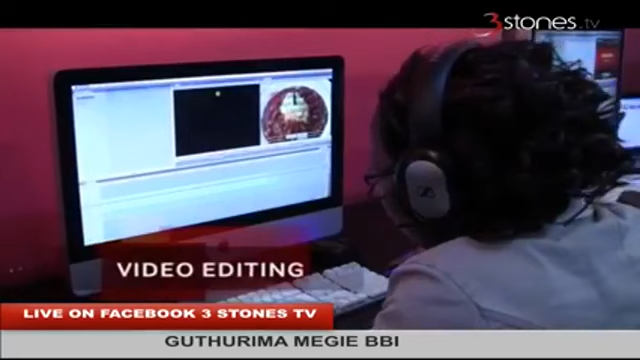 3stones.tv
VIDEO EDITING
LIVE ON FACEBOOK 3 STONES TV
GUTHURIMA MEGIE BBI